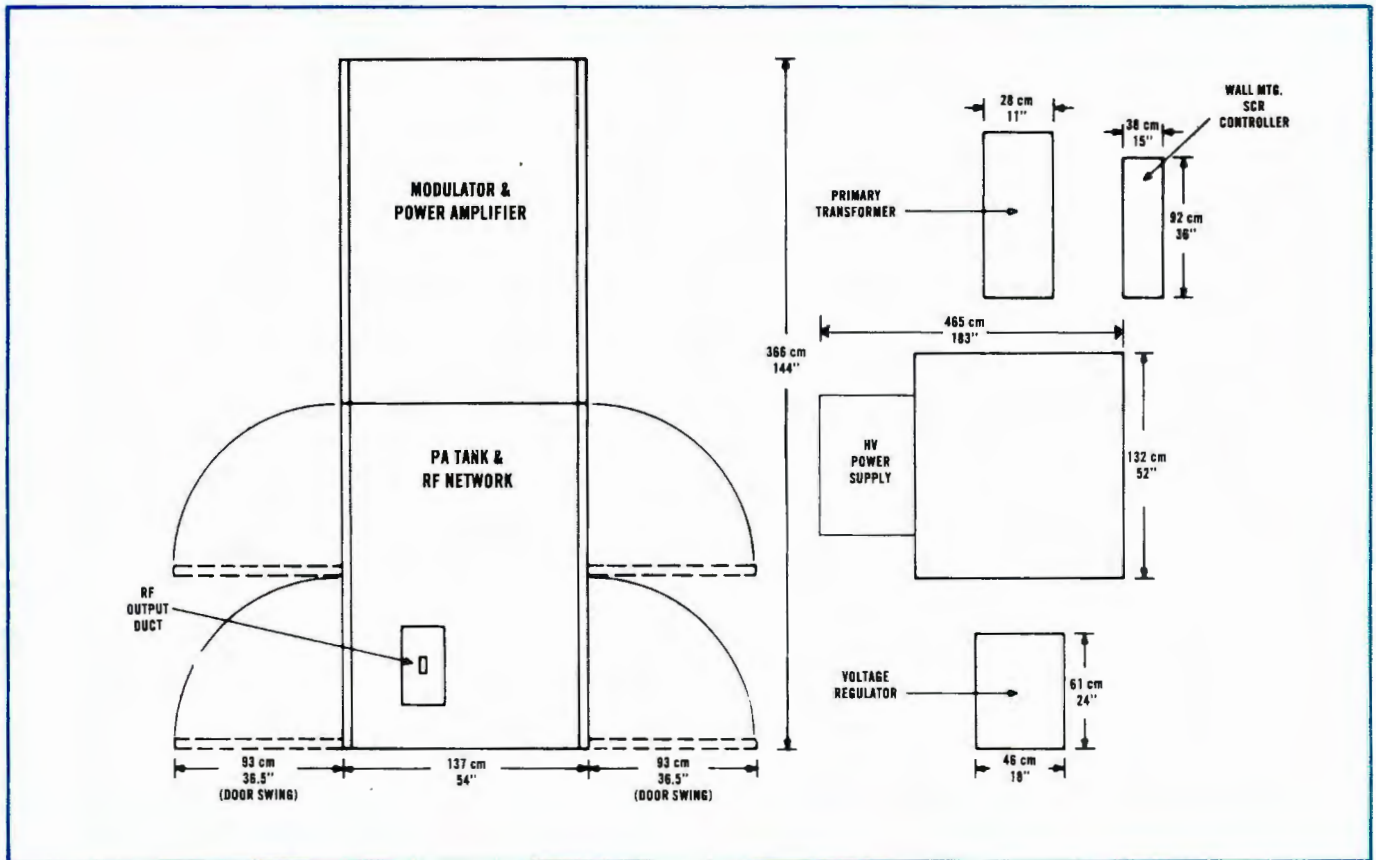 MODULATOR &
POWER AMPLIFIER
PA TANK &
RF NETWORK
RF
OUTPUT
DUCT
93 cm
36.5"
(DOOR SWING)
137 cm
54"
93 cm
36.5"
(DOOR SWING)
366 cm
144"
28 cm
11"
PRIMARY
TRANSFORMER
38 cm
15"
WALL MTG.
SCR
CONTROLLER
92 cm
36"
465 cm
183"
HV
POWER
SUPPLY
132 cm
52"
VOLTAGE
REGULATOR
61 cm
24"
46 cm
18"